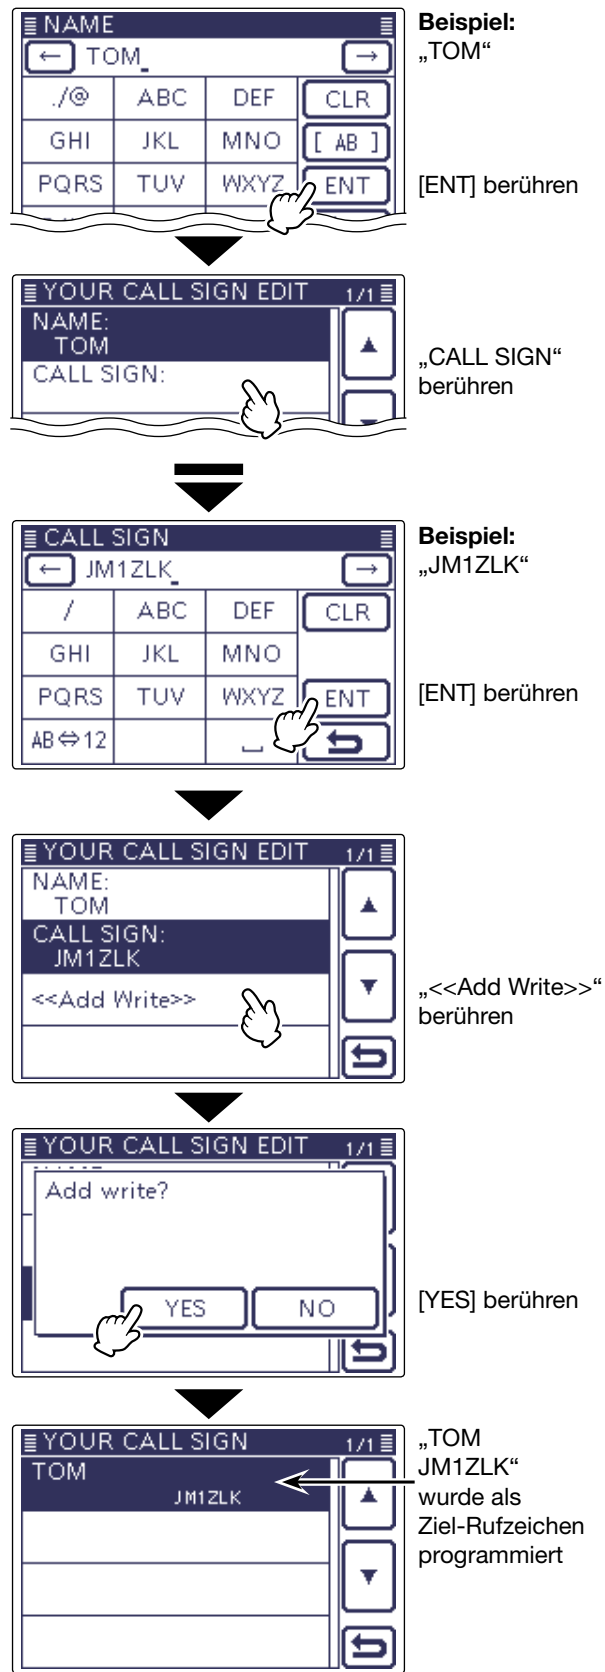 NAME
Beispiel:
← TOM_ →
„TOM“
./@ ABC DEF CLR
GHI JKL MNO [ AB ]
PQRS TUV WXYZ ENT
[ENT] berühren
YOUR CALL SIGN EDIT 1/1
NAME:
TOM
▲
„CALL SIGN“
berühren
CALL SIGN:
CALL SIGN
Beispiel:
← JM1ZLK_ →
„JM1ZLK“
/ ABC DEF CLR
GHI JKL MNO
PQRS TUV WXYZ ENT
[ENT] berühren
AB⇔12 ␣
YOUR CALL SIGN EDIT 1/1
NAME:
TOM
CALL SIGN:
JM1ZLK
<<Add Write>>
„<<Add Write>>“
berühren
YOUR CALL SIGN EDIT 1/1
Add write?
YES NO
[YES] berühren
YOUR CALL SIGN 1/1
TOM
JM1ZLK
„TOM
JM1ZLK“
wurde als
Ziel-Rufzeichen
programmiert